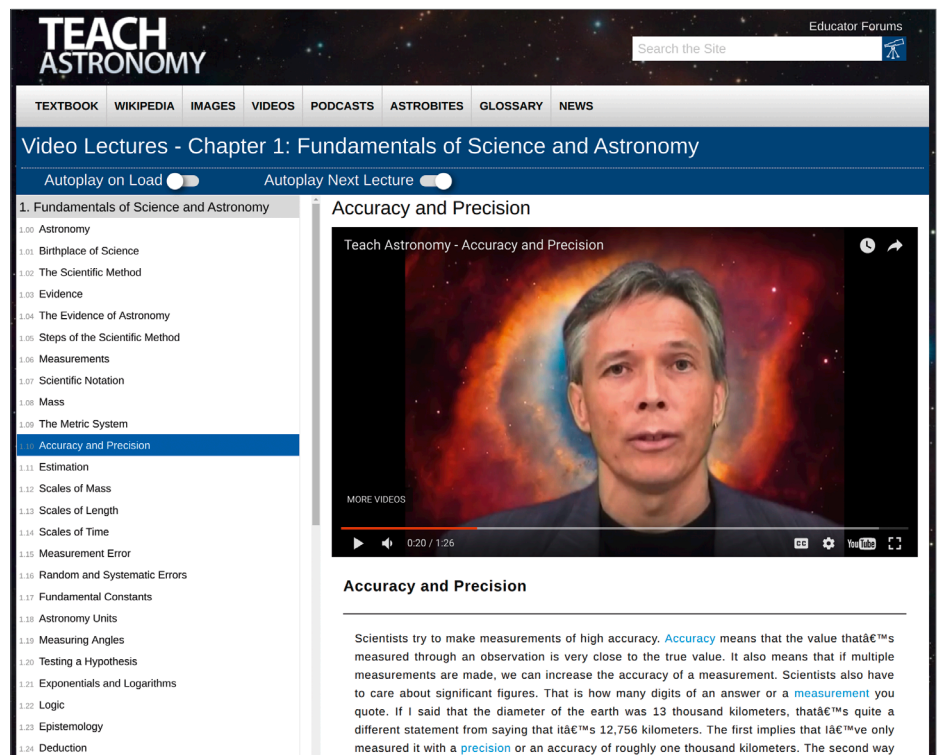 TEACH
ASTRONOMY
Educator Forums
Search the Site
TEXTBOOK WIKIPEDIA IMAGES VIDEOS PODCASTS ASTROBITES GLOSSARY NEWS
Video Lectures - Chapter 1: Fundamentals of Science and Astronomy
Autoplay on Load Autoplay Next Lecture
1. Fundamentals of Science and Astronomy
1.00 Astronomy
1.01 Birthplace of Science
1.02 The Scientific Method
1.03 Evidence
1.04 The Evidence of Astronomy
1.05 Steps of the Scientific Method
1.06 Measurements
1.07 Scientific Notation
1.08 Mass
1.09 The Metric System
1.10 Accuracy and Precision
1.11 Estimation
1.12 Scales of Mass
1.13 Scales of Length
1.14 Scales of Time
1.15 Measurement Error
1.16 Random and Systematic Errors
1.17 Fundamental Constants
1.18 Astronomy Units
1.19 Measuring Angles
1.20 Testing a Hypothesis
1.21 Exponentials and Logarithms
1.22 Logic
1.23 Epistemology
1.24 Deduction
Accuracy and Precision
Teach Astronomy - Accuracy and Precision
MORE VIDEOS
0:20 / 1:26
CC
YouTube
Accuracy and Precision
Scientists try to make measurements of high accuracy. Accuracy means that the value thatâ€™s
measured through an observation is very close to the true value. It also means that if multiple
measurements are made, we can increase the accuracy of a measurement. Scientists also have
to care about significant figures. That is how many digits of an answer or a measurement you
quote. If I said that the diameter of the earth was 13 thousand kilometers, thatâ€™s quite a
different statement from saying that itâ€™s 12,756 kilometers. The first implies that Iâ€™ve only
measured it with a precision or an accuracy of roughly one thousand kilometers. The second way